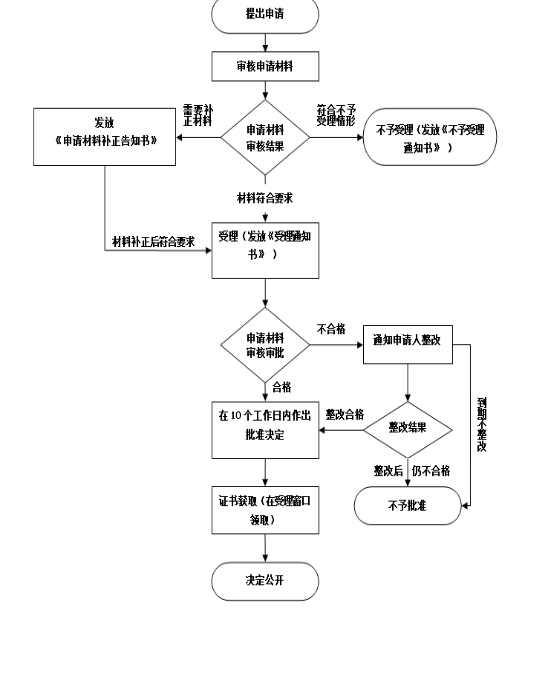 提出申请
审核申请材料
需要补
正材料
符合不予
受理情形
发放
《申请材料补正告知书》
申请材料
审核结果
不予受理（发放《不予受理
通知书》）
材料符合要求
材料补正后符合要求
受理（发放《受理通知
书》）
申请材料
审核审批
不合格
通知申请人整改
合格
到期不整改
在10个工作日内作出
批准决定
整改合格
整改结果
整改后 仍不合格
证书获取（在受理窗口
领取）
不予批准
决定公开